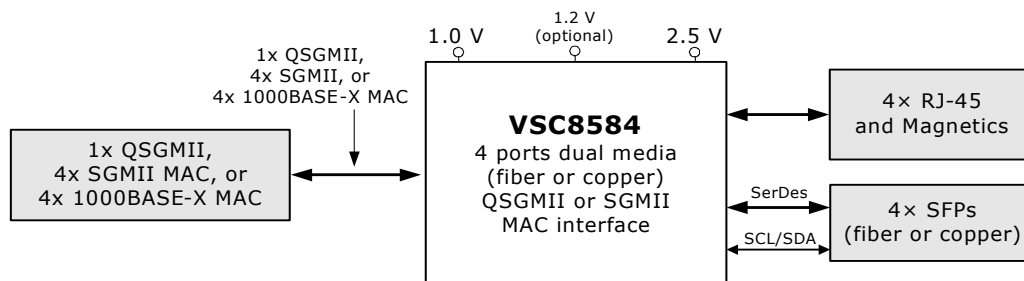 1.0 V
1.2 V
(optional)
2.5 V
1x QSGMII,
4x SGMII, or
4x 1000BASE-X MAC
1x QSGMII,
4x SGMII MAC, or
4x 1000BASE-X MAC
VSC8584
4 ports dual media
(fiber or copper)
QSGMII or SGMII
MAC interface
4× RJ-45
and Magnetics
SerDes
SCL/SDA
4× SFPs
(fiber or copper)